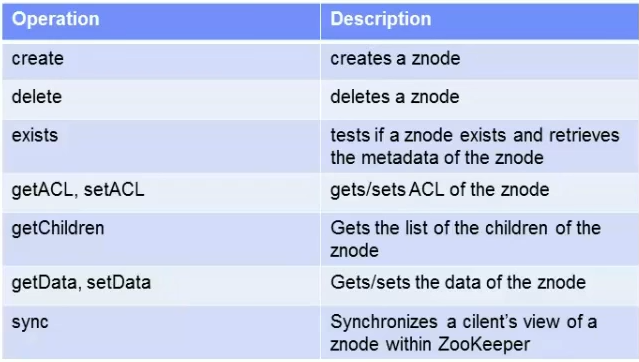 Operation Description
create creates a znode
delete deletes a znode
exists tests if a znode exists and retrieves
the metadata of the znode
getACL, setACL gets/sets ACL of the znode
getChildren Gets the list of the children of the
znode
getData, setData Gets/sets the data of the znode
sync Synchronizes a cilent's view of a
znode within ZooKeeper